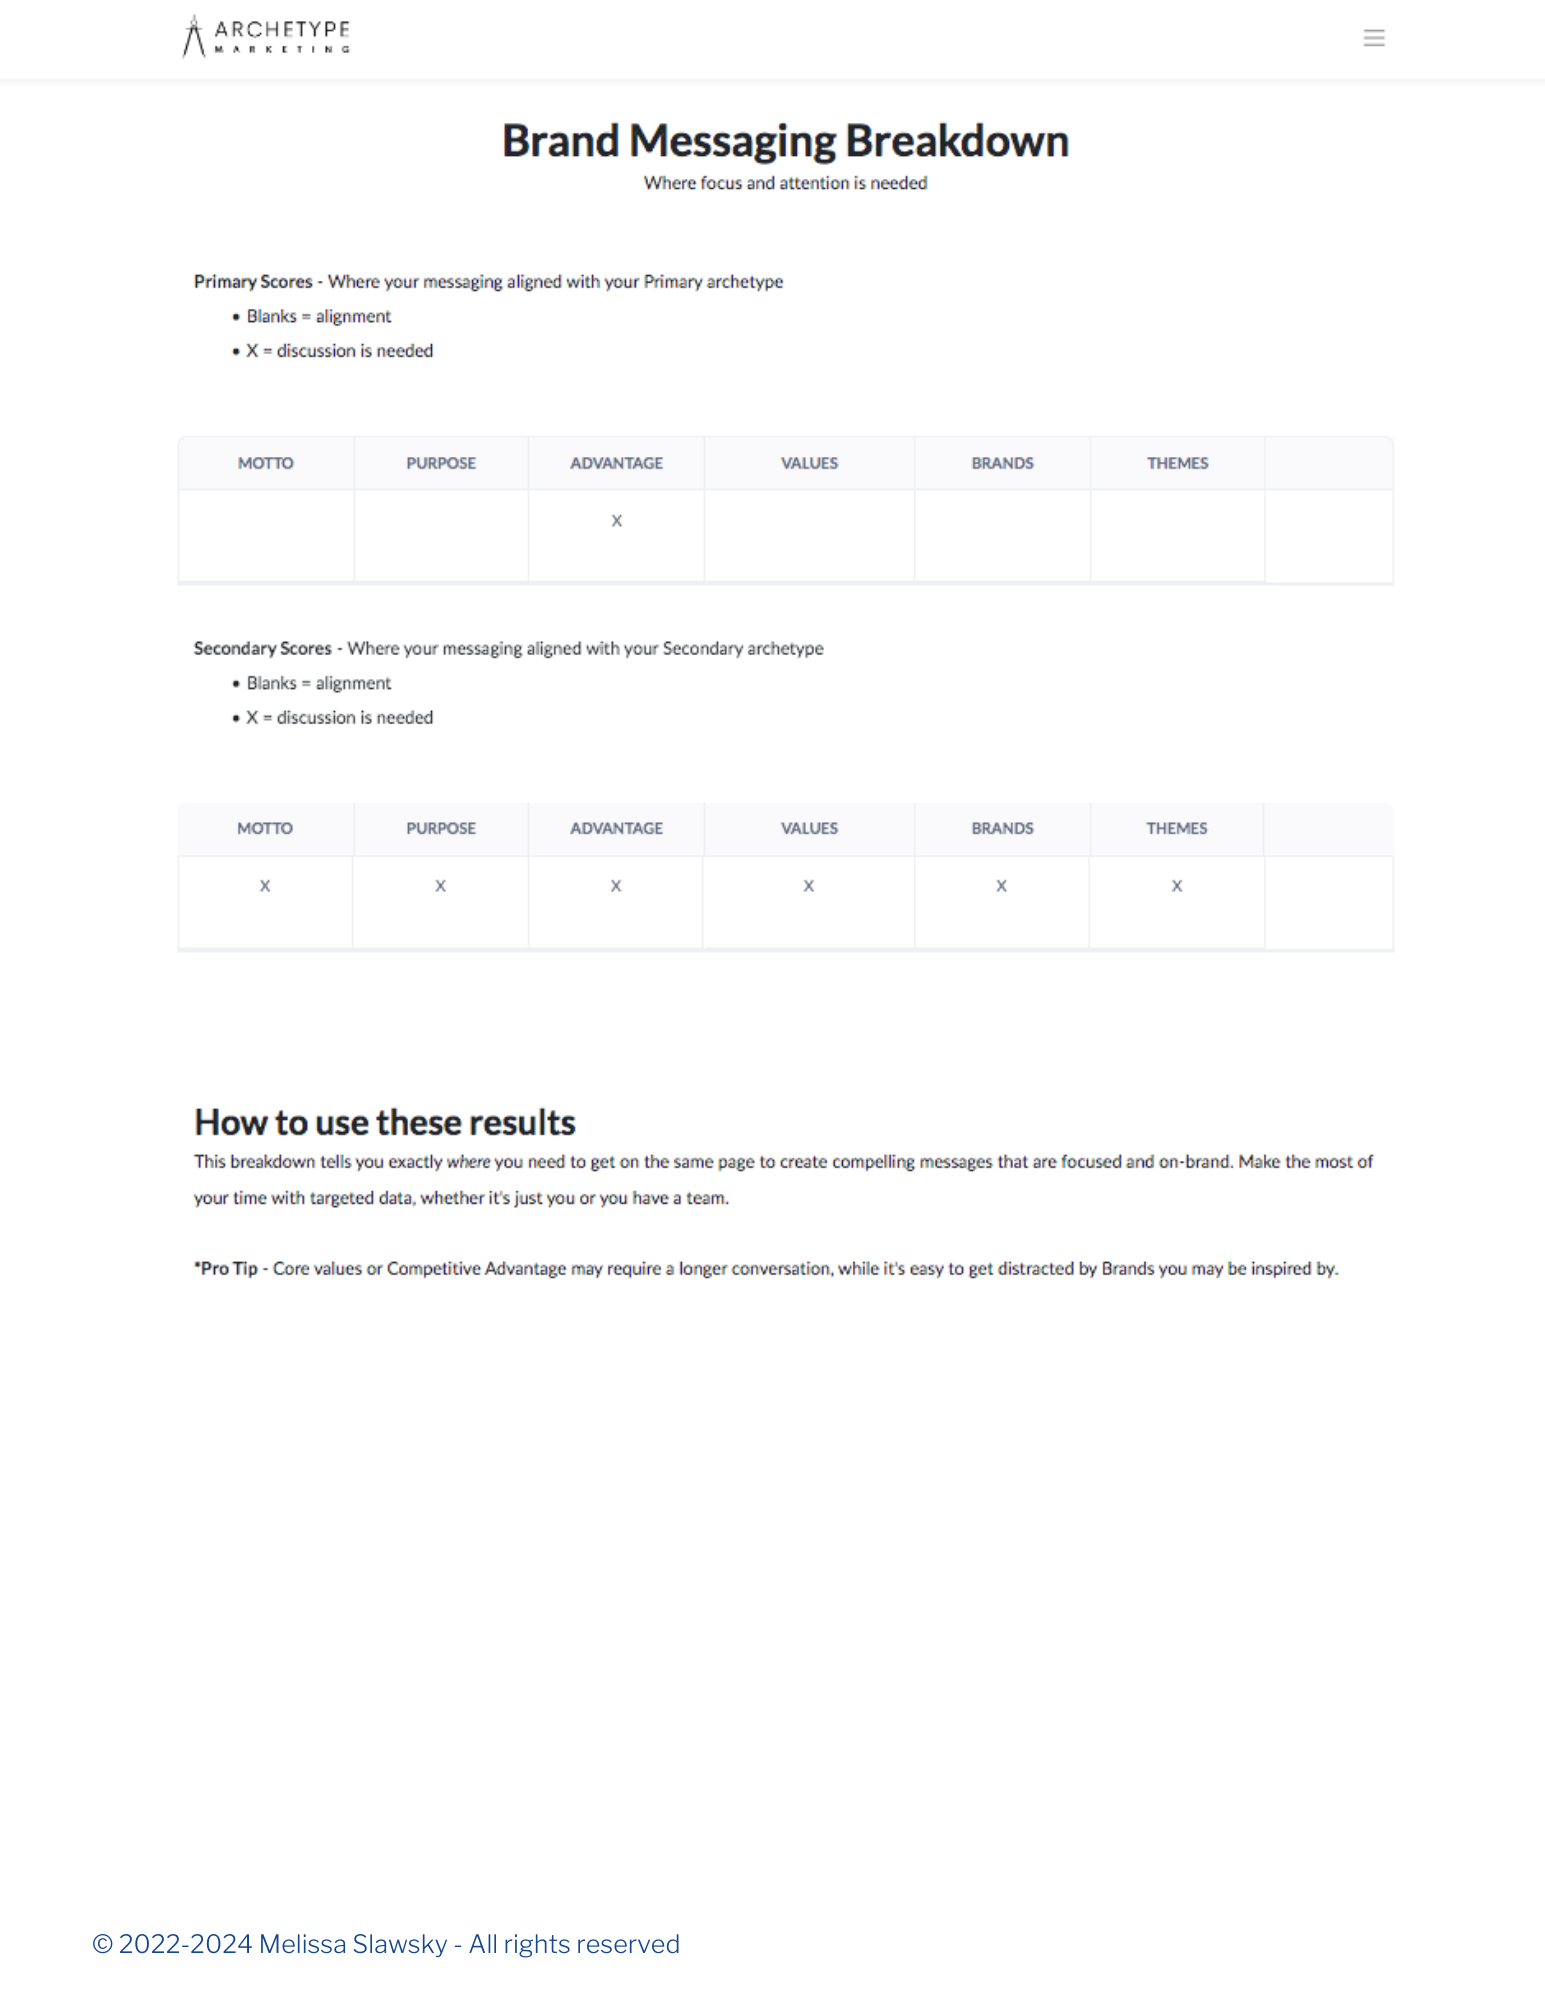 ARCHETYPE
MARKETING
Brand Messaging Breakdown
Where focus and attention is needed
Primary Scores - Where your messaging aligned with your Primary archetype
• Blanks = alignment
• X = discussion is needed
MOTTO PURPOSE ADVANTAGE VALUES BRANDS THEMES
X
Secondary Scores - Where your messaging aligned with your Secondary archetype
• Blanks = alignment
• X = discussion is needed
MOTTO PURPOSE ADVANTAGE VALUES BRANDS THEMES
X X X X X X
How to use these results
This breakdown tells you exactly where you need to get on the same page to create compelling messages that are focused and on-brand. Make the most of
your time with targeted data, whether it's just you or you have a team.
*Pro Tip - Core values or Competitive Advantage may require a longer conversation, while it's easy to get distracted by Brands you may be inspired by.
© 2022-2024 Melissa Slawsky - All rights reserved